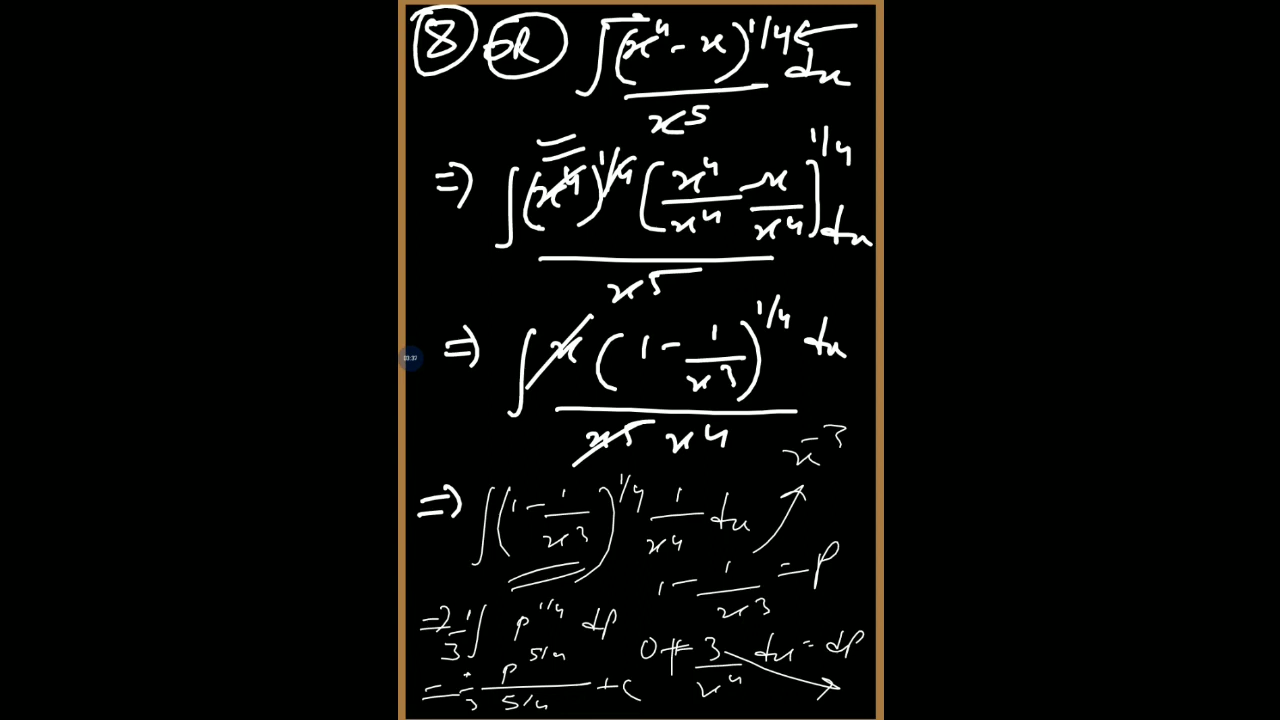 8 OR ∫ (x⁴ - x)^1/4 dx / x⁵
=> ∫ (x⁴)^1/4 [x⁴/x⁴ - x/x⁴]^1/4 dx / x⁵
=> ∫ x (1 - 1/x³)^1/4 dx / x⁵ x⁴
x⁻³
=> ∫ (1 - 1/x³)^1/4 1/x⁴ dx
1 - 1/x³ = P
=> 1/3 ∫ P^1/4 dP
0 + 3/x⁴ dx = dP
= 1/3 P^5/4 / 5/4 + C